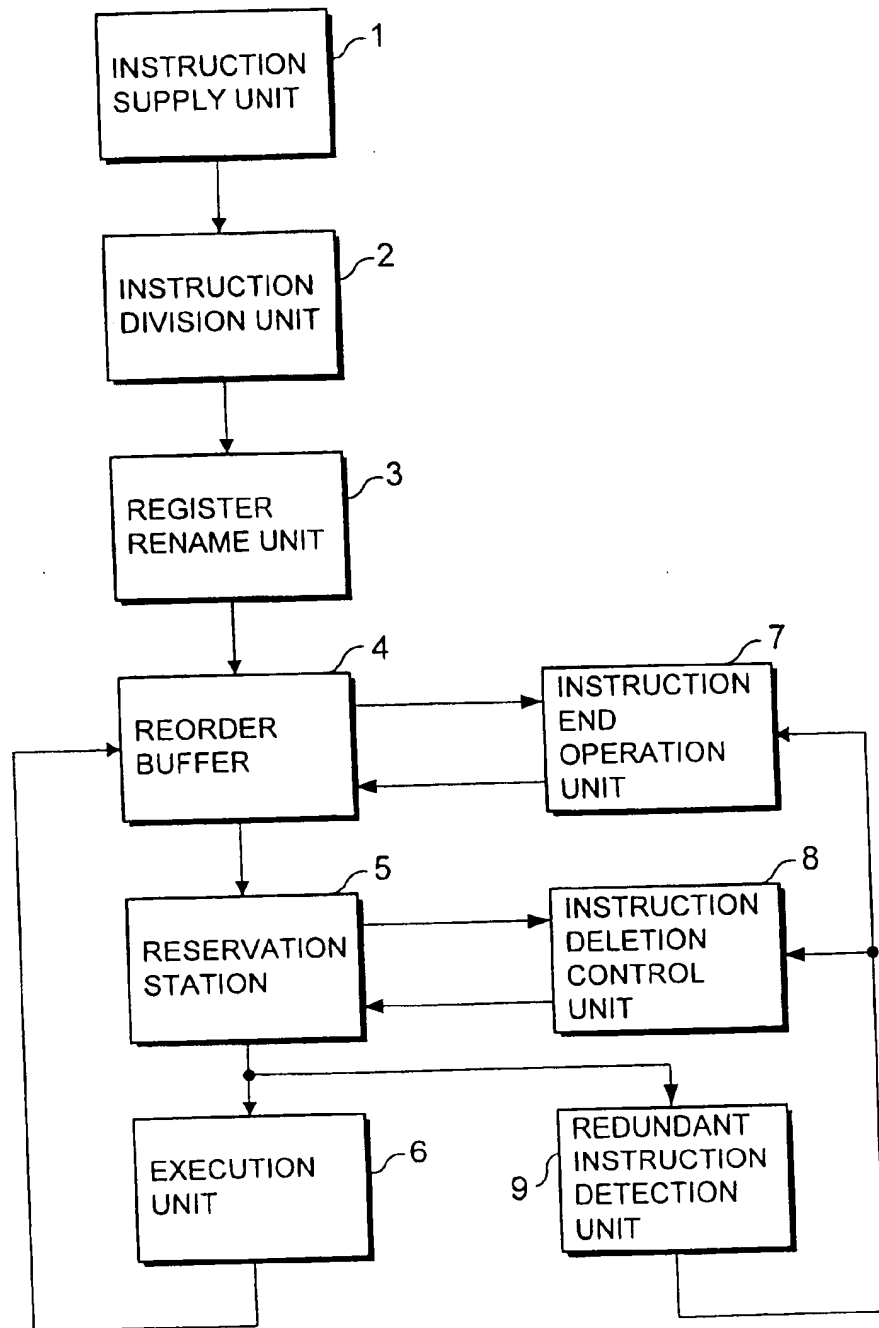 1
INSTRUCTION
SUPPLY UNIT
2
INSTRUCTION
DIVISION UNIT
3
REGISTER
RENAME UNIT
4
REORDER
BUFFER
7
INSTRUCTION
END
OPERATION
UNIT
5
RESERVATION
STATION
8
INSTRUCTION
DELETION
CONTROL
UNIT
6
EXECUTION
UNIT
9
REDUNDANT
INSTRUCTION
DETECTION
UNIT